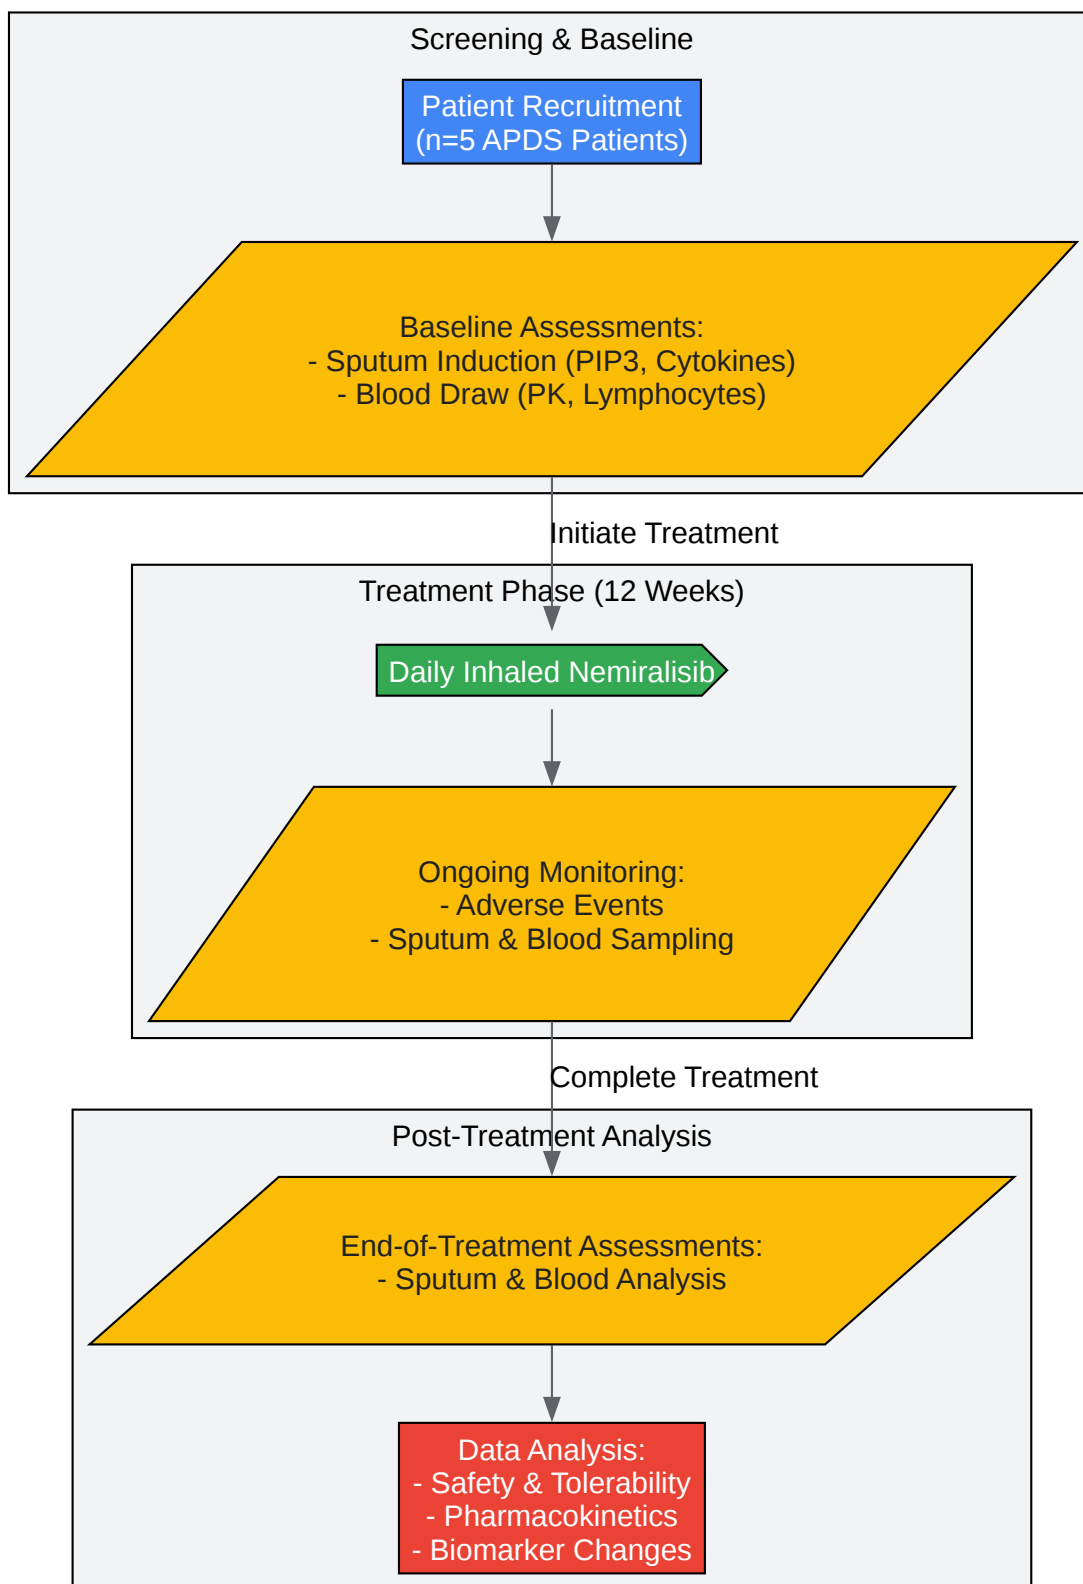 Screening & Baseline
Patient Recruitment
(n=5 APDS Patients)
Baseline Assessments:
- Sputum Induction (PIP3, Cytokines)
- Blood Draw (PK, Lymphocytes)
Initiate Treatment
Treatment Phase (12 Weeks)
Daily Inhaled Nemiralisib
Ongoing Monitoring:
- Adverse Events
- Sputum & Blood Sampling
Complete Treatment
Post-Treatment Analysis
End-of-Treatment Assessments:
- Sputum & Blood Analysis
Data Analysis:
- Safety & Tolerability
- Pharmacokinetics
- Biomarker Changes